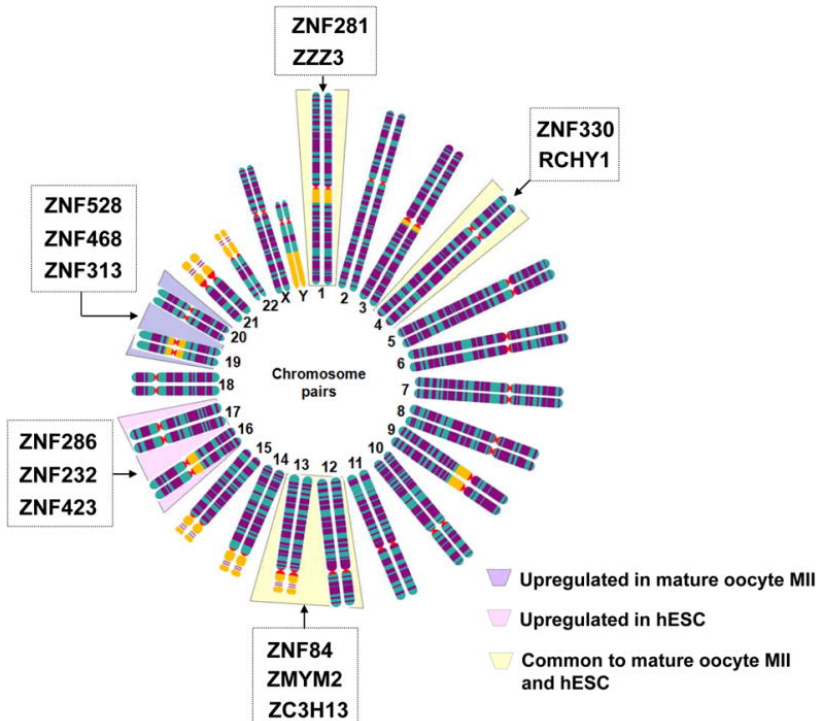 ZNF281
ZZZ3
ZNF330
RCHY1
ZNF528
ZNF468
ZNF313
ZNF286
ZNF232
ZNF423
ZNF84
ZMYM2
ZC3H13
Chromosome
pairs
1
2
3
4
5
6
7
8
9
10
11
12
13
14
15
16
17
18
19
20
21
22
X
Y
Upregulated in mature oocyte MII
Upregulated in hESC
Common to mature oocyte MII
and hESC